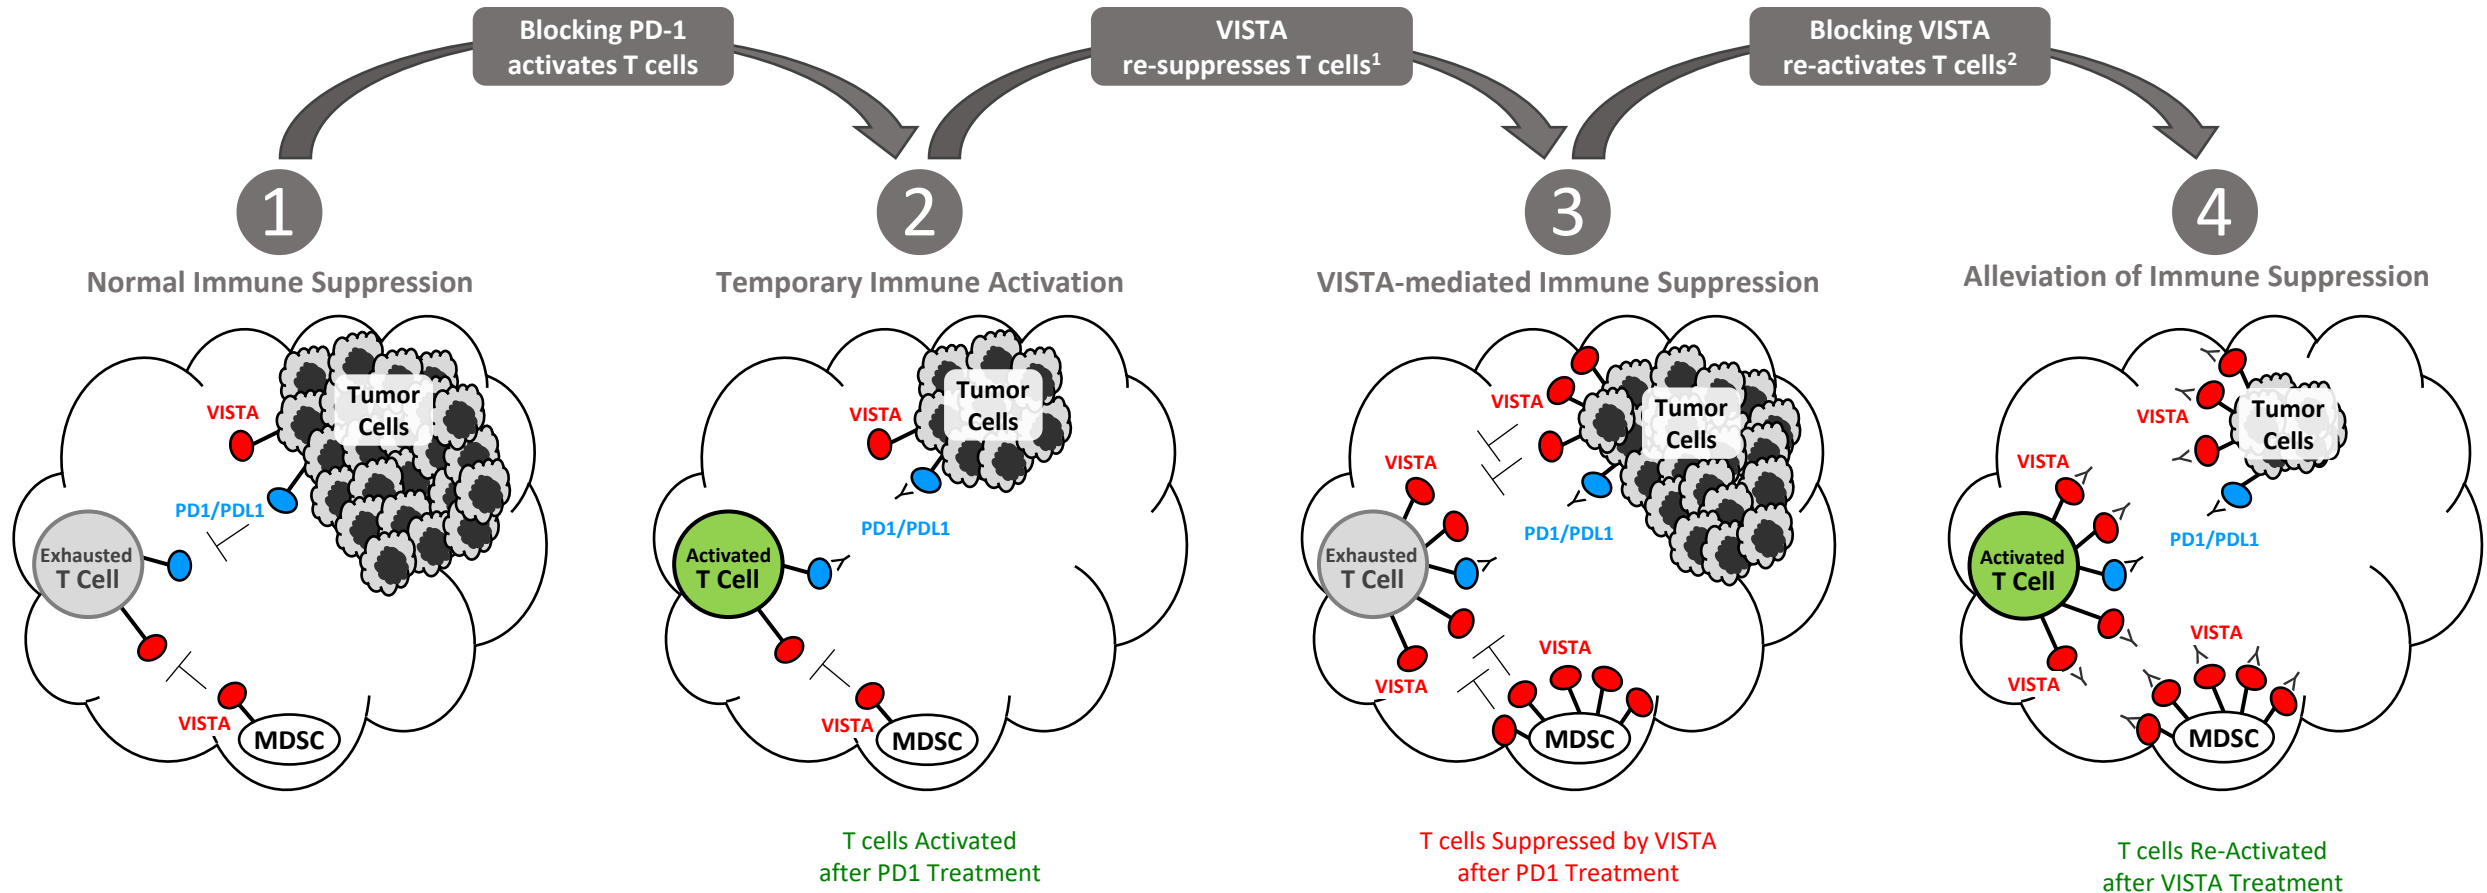 Blocking PD-1
activates T cells
VISTA
re-suppresses T cells¹
Blocking VISTA
re-activates T cells²
1
2
3
4
Normal Immune Suppression
Temporary Immune Activation
VISTA-mediated Immune Suppression
Alleviation of Immune Suppression
Tumor
Cells
VISTA
PD1/PDL1
Exhausted
T Cell
VISTA
MDSC
Tumor
Cells
VISTA
PD1/PDL1
Activated
T Cell
VISTA
MDSC
T cells Activated
after PD1 Treatment
Tumor
Cells
VISTA
VISTA
PD1/PDL1
Exhausted
T Cell
VISTA
VISTA
MDSC
T cells Suppressed by VISTA
after PD1 Treatment
Tumor
Cells
VISTA
VISTA
PD1/PDL1
Activated
T Cell
VISTA
VISTA
MDSC
T cells Re-Activated
after VISTA Treatment